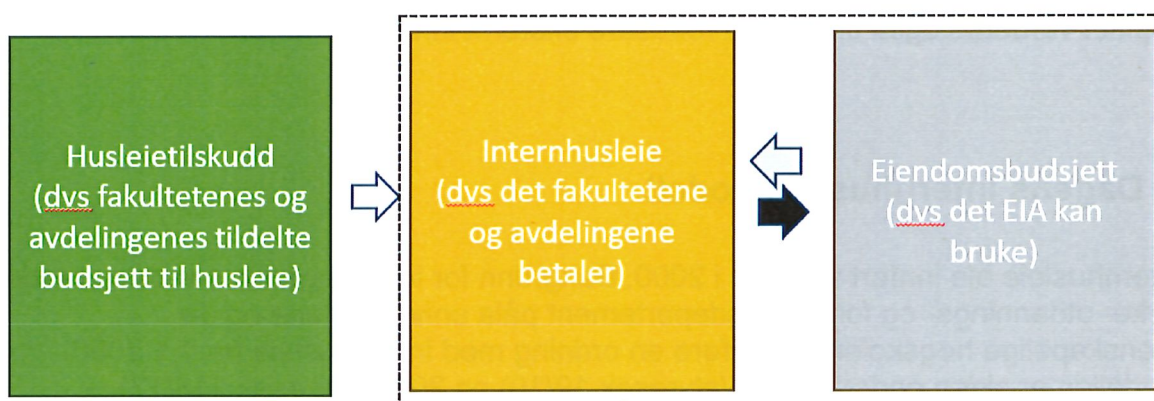 Husleietilskudd
(dvs fakultetenes og
avdelingenes tildelte
budsjett til husleie)
Internhusleie
(dvs det fakultetene
og avdelingene
betaler)
Eiendomsbudsjett
(dvs det EIA kan
bruke)